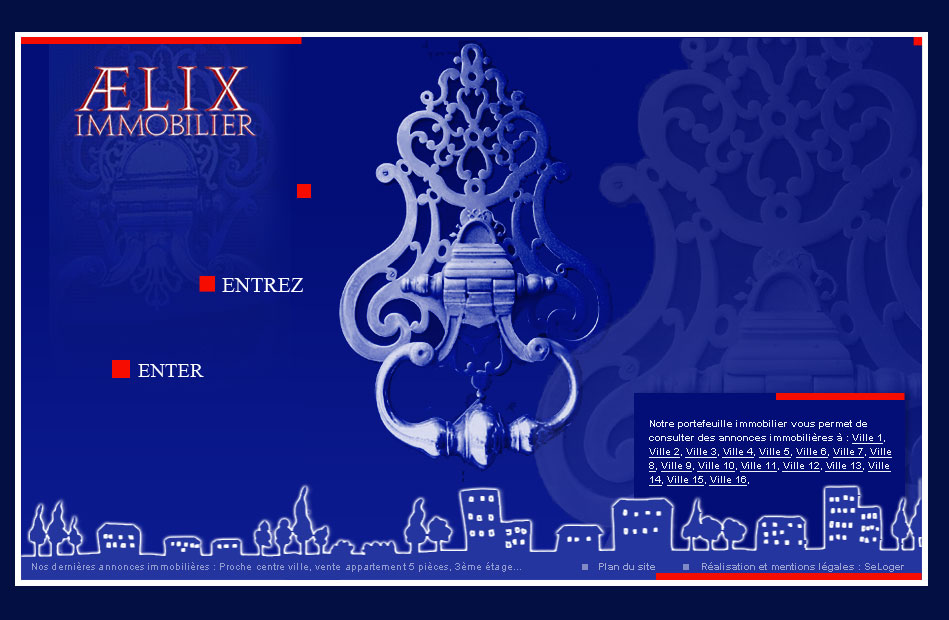 ÆLIX
IMMOBILIER
ENTREZ
ENTER
Notre portefeuille immobilier vous permet de
consulter des annonces immobilières à : Ville 1,
Ville 2, Ville 3, Ville 4, Ville 5, Ville 6, Ville 7, Ville
8, Ville 9, Ville 10, Ville 11, Ville 12, Ville 13, Ville
14, Ville 15, Ville 16,
Nos dernières annonces immobilières : Proche centre ville, vente appartement 5 pièces, 3ème étage...
Plan du site
Réalisation et mentions légales : SeLoger